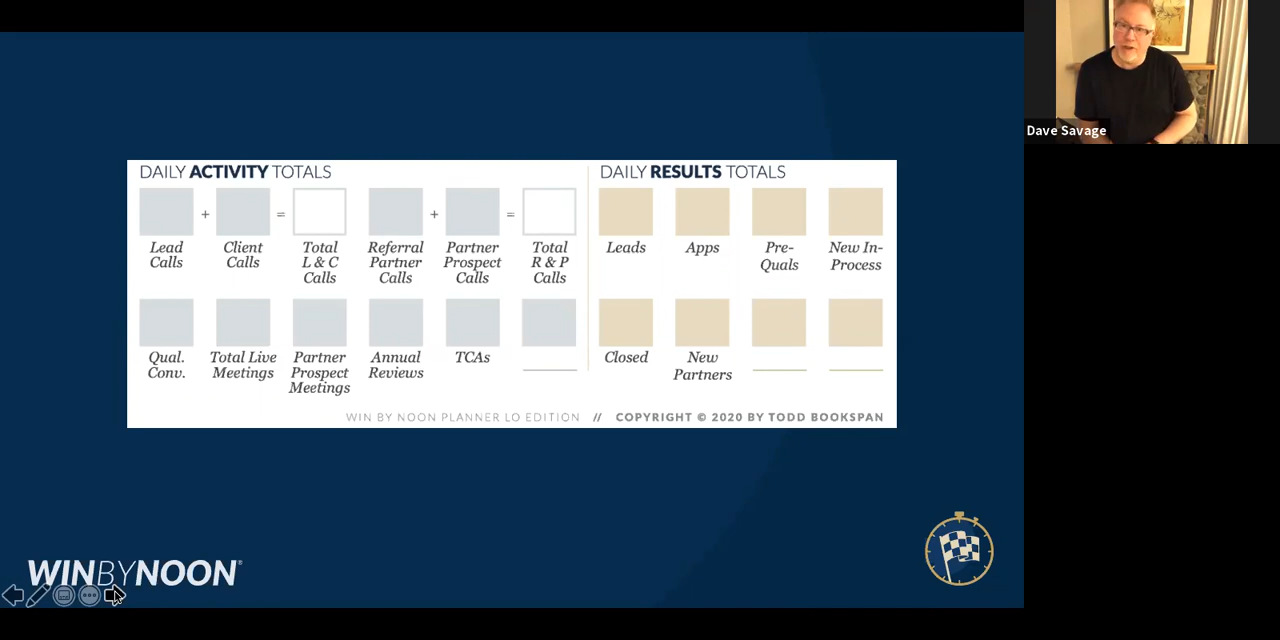 Dave Savage
DAILY ACTIVITY TOTALS
+ = + =
Lead Calls
Client Calls
Total L & C Calls
Referral Partner Calls
Partner Prospect Calls
Total R & P Calls
Qual. Conv.
Total Live Meetings
Partner Prospect Meetings
Annual Reviews
TCAs
DAILY RESULTS TOTALS
Leads
Apps
Pre-Quals
New In-Process
Closed
New Partners
WIN BY NOON PLANNER LO EDITION // COPYRIGHT © 2020 BY TODD BOOKSPAN
WINBYNOON®